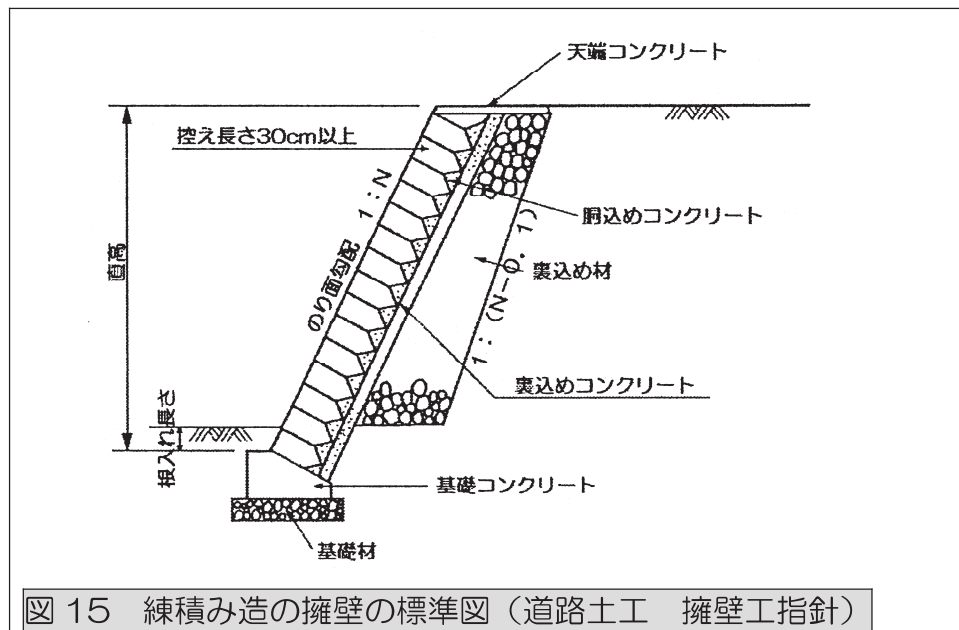 天端コンクリート
控え長さ30cm以上
のり面勾配 1:N
胴込めコンクリート
直高
裏込め材
1:(N-0.1)
裏込めコンクリート
根入れ長さ
基礎コンクリート
基礎材
図 15 練積み造の擁壁の標準図（道路土工 擁壁工指針）